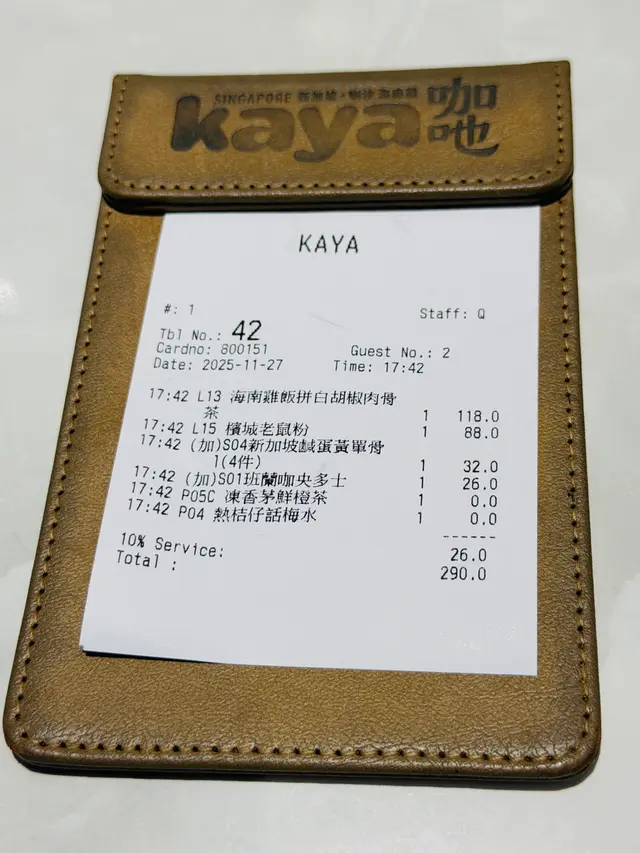 SINGAPORE 新加坡·
kaya 咖吔
KAYA
#: 1 Staff: Q
Tbl No.: 42
Cardno: 800151 Guest No.: 2
Date: 2025-11-27 Time: 17:42
17:42 L13 海南雞飯拼白胡椒肉骨
茶 1 118.0
17:42 L15 檳城老鼠粉 1 88.0
17:42 (加)S04新加坡鹹蛋黃單骨
1(4件) 1 32.0
17:42 (加)S01班蘭咖央多士 1 26.0
17:42 P05C 凍香茅鮮橙茶 1 0.0
17:42 P04 熱桔仔話梅水 1 0.0
------
10% Service: 26.0
Total : 290.0